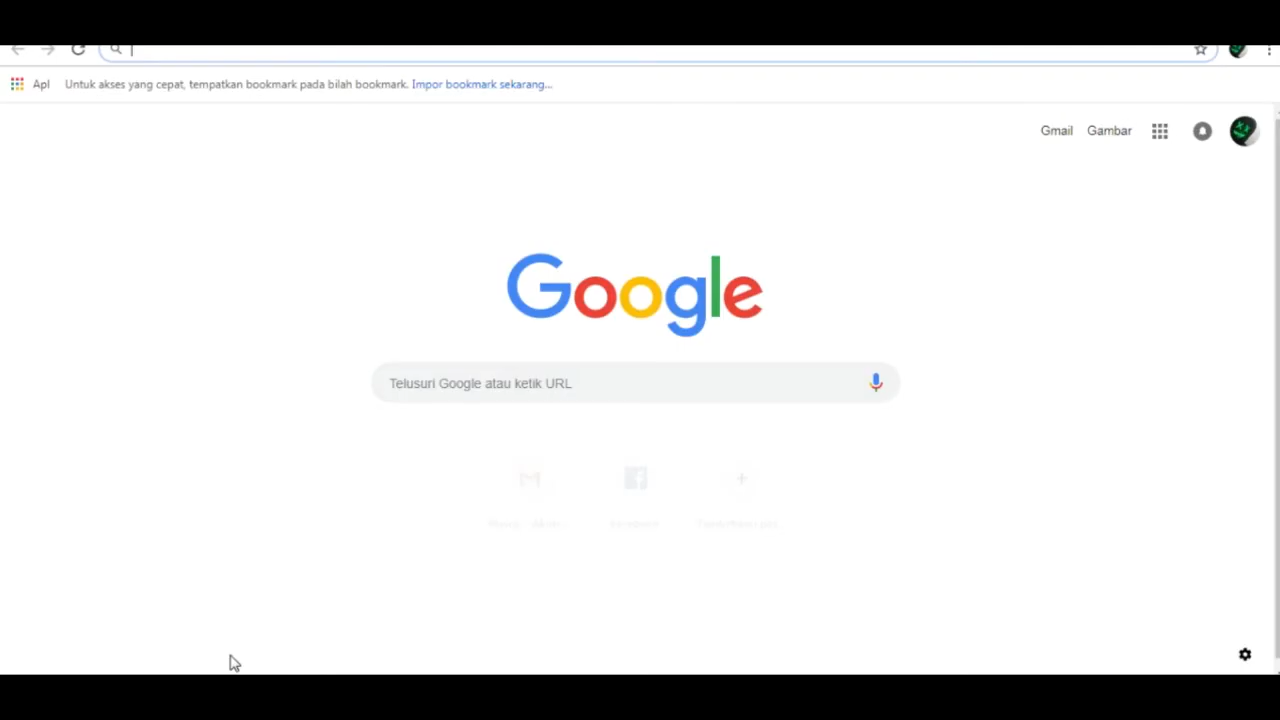 Apl Untuk akses yang cepat, tempatkan bookmark pada bilah bookmark. Impor bookmark sekarang...
Gmail Gambar
Google
Telusuri Google atau ketik URL